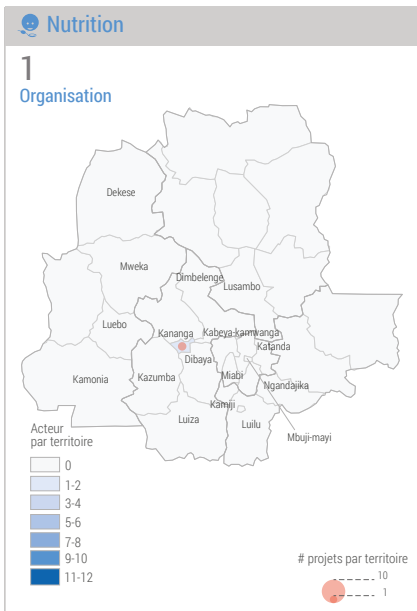 Nutrition
1
Organisation
Dekese
Mweka
Dimbelenge
Lusambo
Luebo
Kananga
Kabeya-kamwanga
Katanda
Dibaya
Kamonia
Kazumba
Miabi
Ngandajika
Kamiji
Luiza
Luilu
Mbuji-mayi
Acteur
par territoire
0
1-2
3-4
5-6
7-8
9-10
11-12
# projets par territoire
10
1